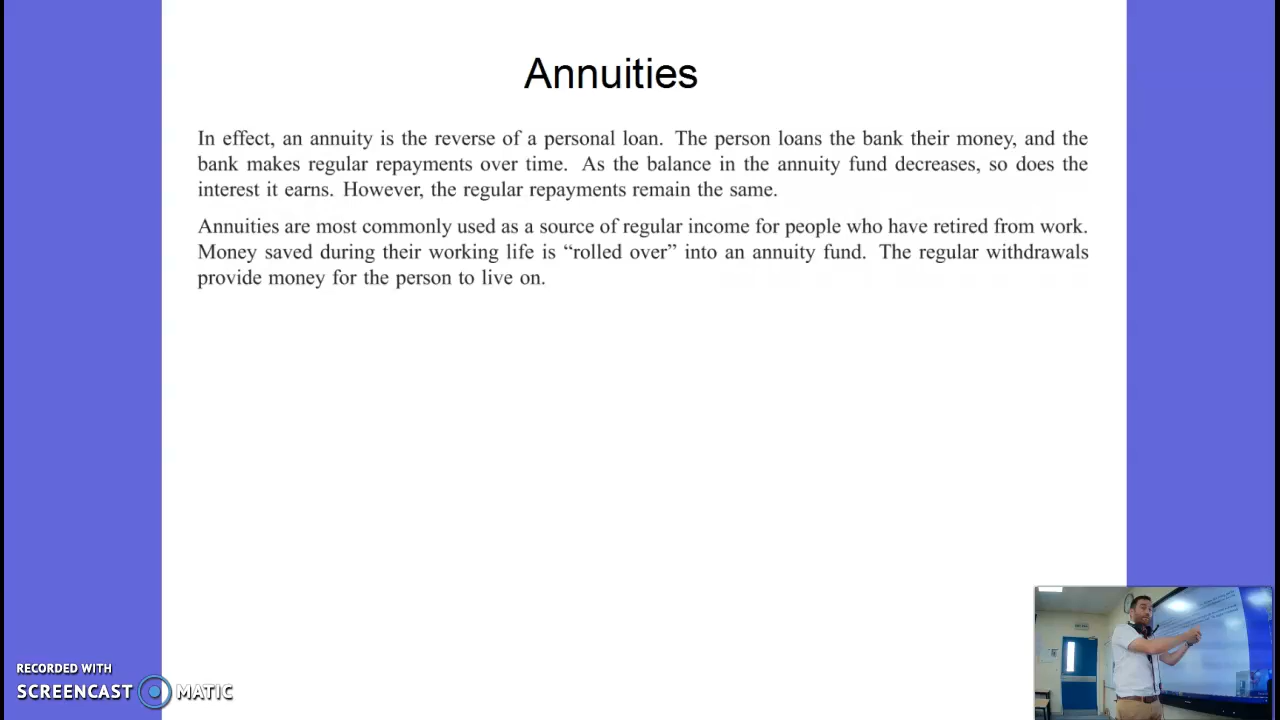 Annuities
In effect, an annuity is the reverse of a personal loan. The person loans the bank their money, and the
bank makes regular repayments over time. As the balance in the annuity fund decreases, so does the
interest it earns. However, the regular repayments remain the same.
Annuities are most commonly used as a source of regular income for people who have retired from work.
Money saved during their working life is “rolled over” into an annuity fund. The regular withdrawals
provide money for the person to live on.
RECORDED WITH
SCREENCAST MATIC